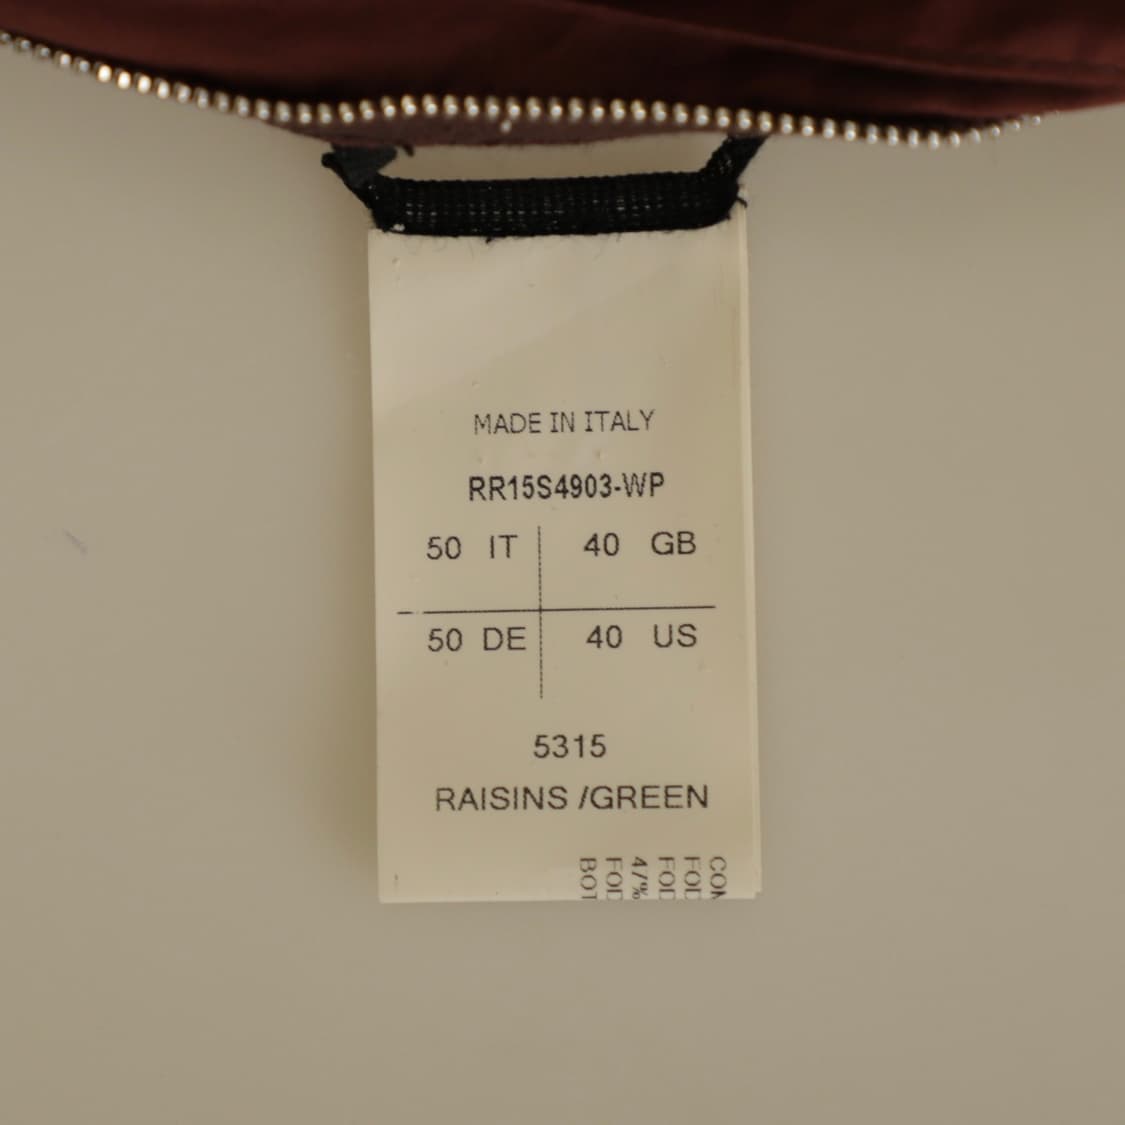 MADE IN ITALY
RR15S4903-WP
50 IT 40 GB
50 DE 40 US
5315
RAISINS /GREEN